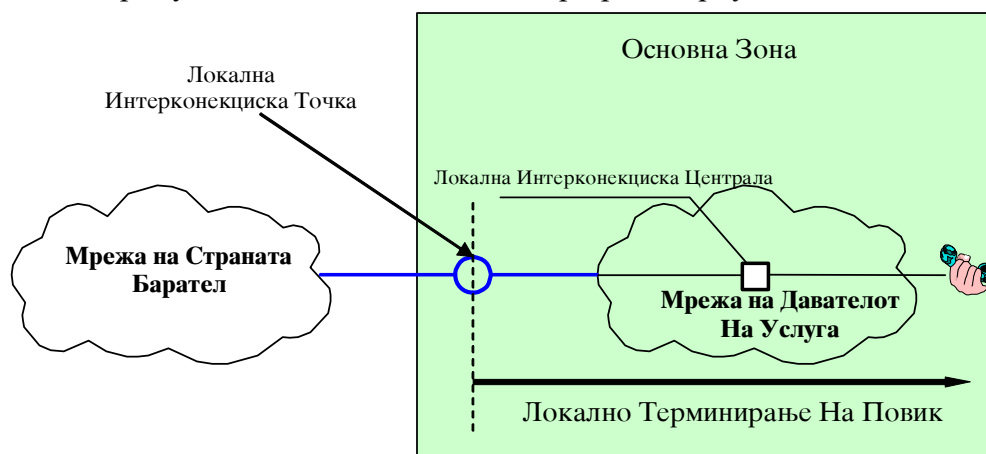 Основна Зона
Локална
Интерконекциска Точка
Локална Интерконекциска Централа
Мрежа на Страната
Барател
Мрежа на Давателот
На Услуга
Локално Терминирање На Повик